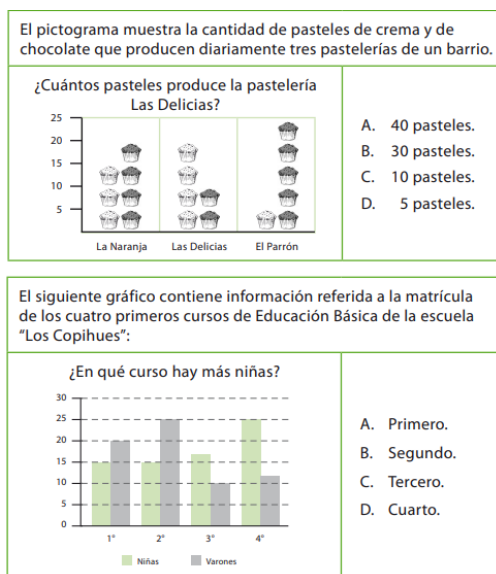 El pictograma muestra la cantidad de pasteles de crema y de
chocolate que producen diariamente tres pastelerías de un barrio.
¿Cuántos pasteles produce la pastelería
Las Delicias?
25
20
15
10
5
La Naranja Las Delicias El Parrón
A. 40 pasteles.
B. 30 pasteles.
C. 10 pasteles.
D. 5 pasteles.
El siguiente gráfico contiene información referida a la matrícula
de los cuatro primeros cursos de Educación Básica de la escuela
“Los Copihues”:
¿En qué curso hay más niñas?
30
25
20
15
10
5
0
1° 2° 3° 4°
Niñas Varones
A. Primero.
B. Segundo.
C. Tercero.
D. Cuarto.